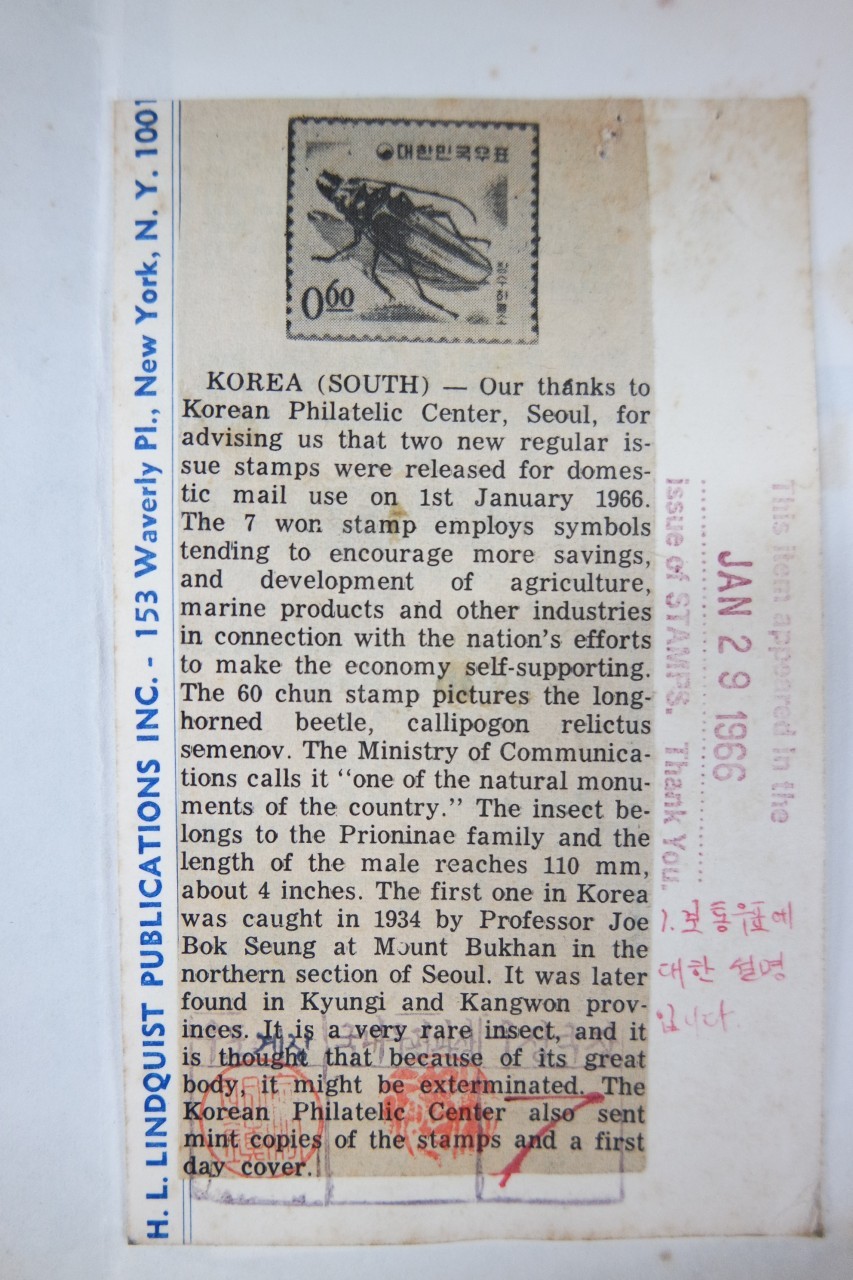 H. L. LINDQUIST PUBLICATIONS INC. - 153 Waverly Pl., New York, N. Y. 1001
대한민국우표
0⁶⁰
KOREA (SOUTH) — Our thanks to
Korean Philatelic Center, Seoul, for
advising us that two new regular is-
sue stamps were released for domes-
tic mail use on 1st January 1966.
The 7 won stamp employs symbols
tending to encourage more savings,
and development of agriculture,
marine products and other industries
in connection with the nation's efforts
to make the economy self-supporting.
The 60 chun stamp pictures the long-
horned beetle, callipogon relictus
semenov. The Ministry of Communica-
tions calls it “one of the natural monu-
ments of the country.” The insect be-
longs to the Prioninae family and the
length of the male reaches 110 mm,
about 4 inches. The first one in Korea
was caught in 1934 by Professor Joe
Bok Seung at Mount Bukhan in the
northern section of Seoul. It was later
found in Kyungi and Kangwon prov-
inces. It is a very rare insect, and it
is thought that because of its great
body, it might be exterminated. The
Korean Philatelic Center also sent
mint copies of the stamps and a first
day cover.
This item appeared in the
JAN 29 1966
issue of STAMPS. Thank You.
1. 보통우표에
대한 설명
입니다.